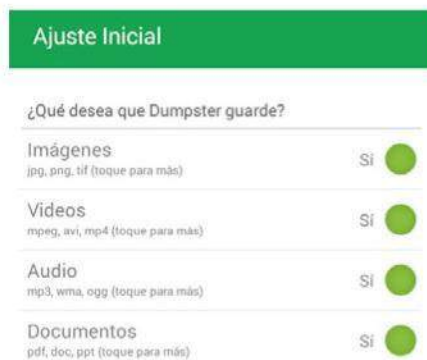 Ajuste Inicial
¿Qué desea que Dumpster guarde?
Imágenes
Sí
jpg, png, tif (toque para más)
Videos
Sí
mpeg, avi, mp4 (toque para más)
Audio
Sí
mp3, wma, ogg (toque para más)
Documentos
Sí
pdf, doc, ppt (toque para más)